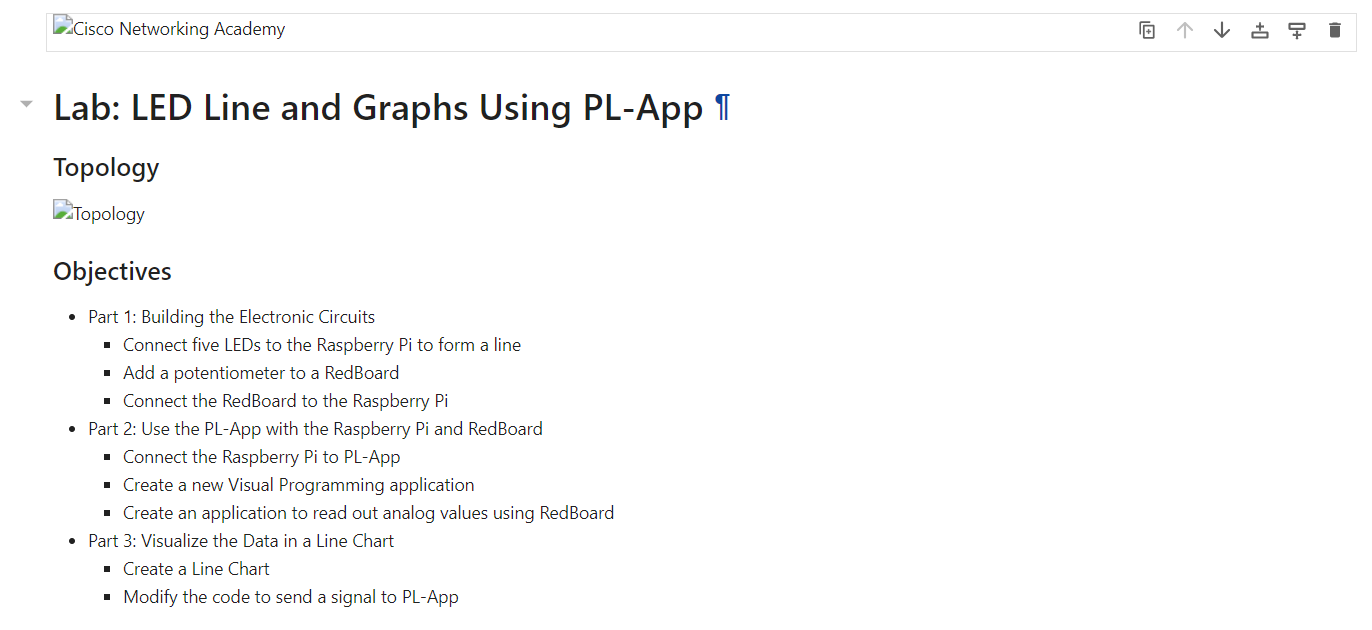 Cisco Networking Academy
Lab: LED Line and Graphs Using PL-App ¶
Topology
Topology
Objectives
Part 1: Building the Electronic Circuits
Connect five LEDs to the Raspberry Pi to form a line
Add a potentiometer to a RedBoard
Connect the RedBoard to the Raspberry Pi
Part 2: Use the PL-App with the Raspberry Pi and RedBoard
Connect the Raspberry Pi to PL-App
Create a new Visual Programming application
Create an application to read out analog values using RedBoard
Part 3: Visualize the Data in a Line Chart
Create a Line Chart
Modify the code to send a signal to PL-App